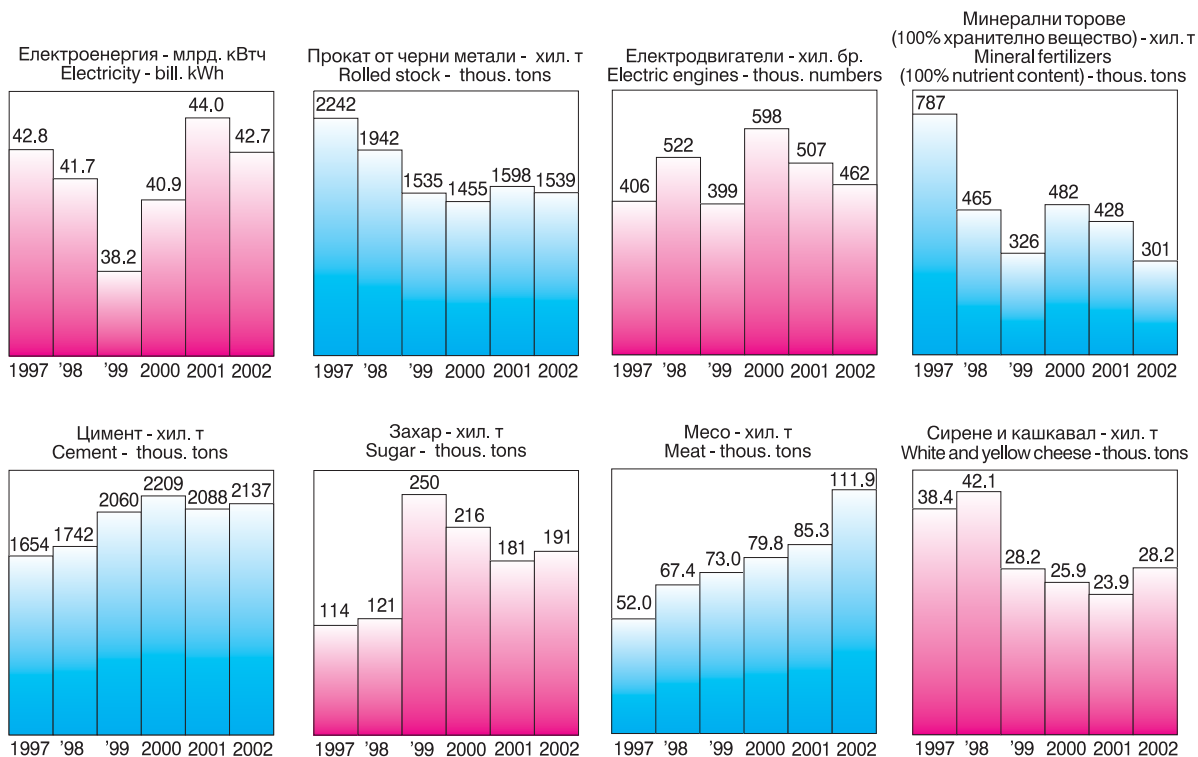 Електроенергия - млрд. кВтч
Electricity - bill. kWh
42.8
41.7
38.2
40.9
44.0
42.7
1997 '98 '99 2000 2001 2002
Прокат от черни метали - хил. т
Rolled stock - thous. tons
2242
1942
1535
1455
1598
1539
1997 '98 '99 2000 2001 2002
Електродвигатели - хил. бр.
Electric engines - thous. numbers
406
522
399
598
507
462
1997 '98 '99 2000 2001 2002
Минерални торове
(100% хранително вещество) - хил. т
Mineral fertilizers
(100% nutrient content) - thous. tons
787
465
326
482
428
301
1997 '98 '99 2000 2001 2002
Цимент - хил. т
Cement - thous. tons
1654
1742
2060
2209
2088
2137
1997 '98 '99 2000 2001 2002
Захар - хил. т
Sugar - thous. tons
114
121
250
216
181
191
1997 '98 '99 2000 2001 2002
Месо - хил. т
Meat - thous. tons
52.0
67.4
73.0
79.8
85.3
111.9
1997 '98 '99 2000 2001 2002
Сирене и кашкавал - хил. т
White and yellow cheese - thous. tons
38.4
42.1
28.2
25.9
23.9
28.2
1997 '98 '99 2000 2001 2002